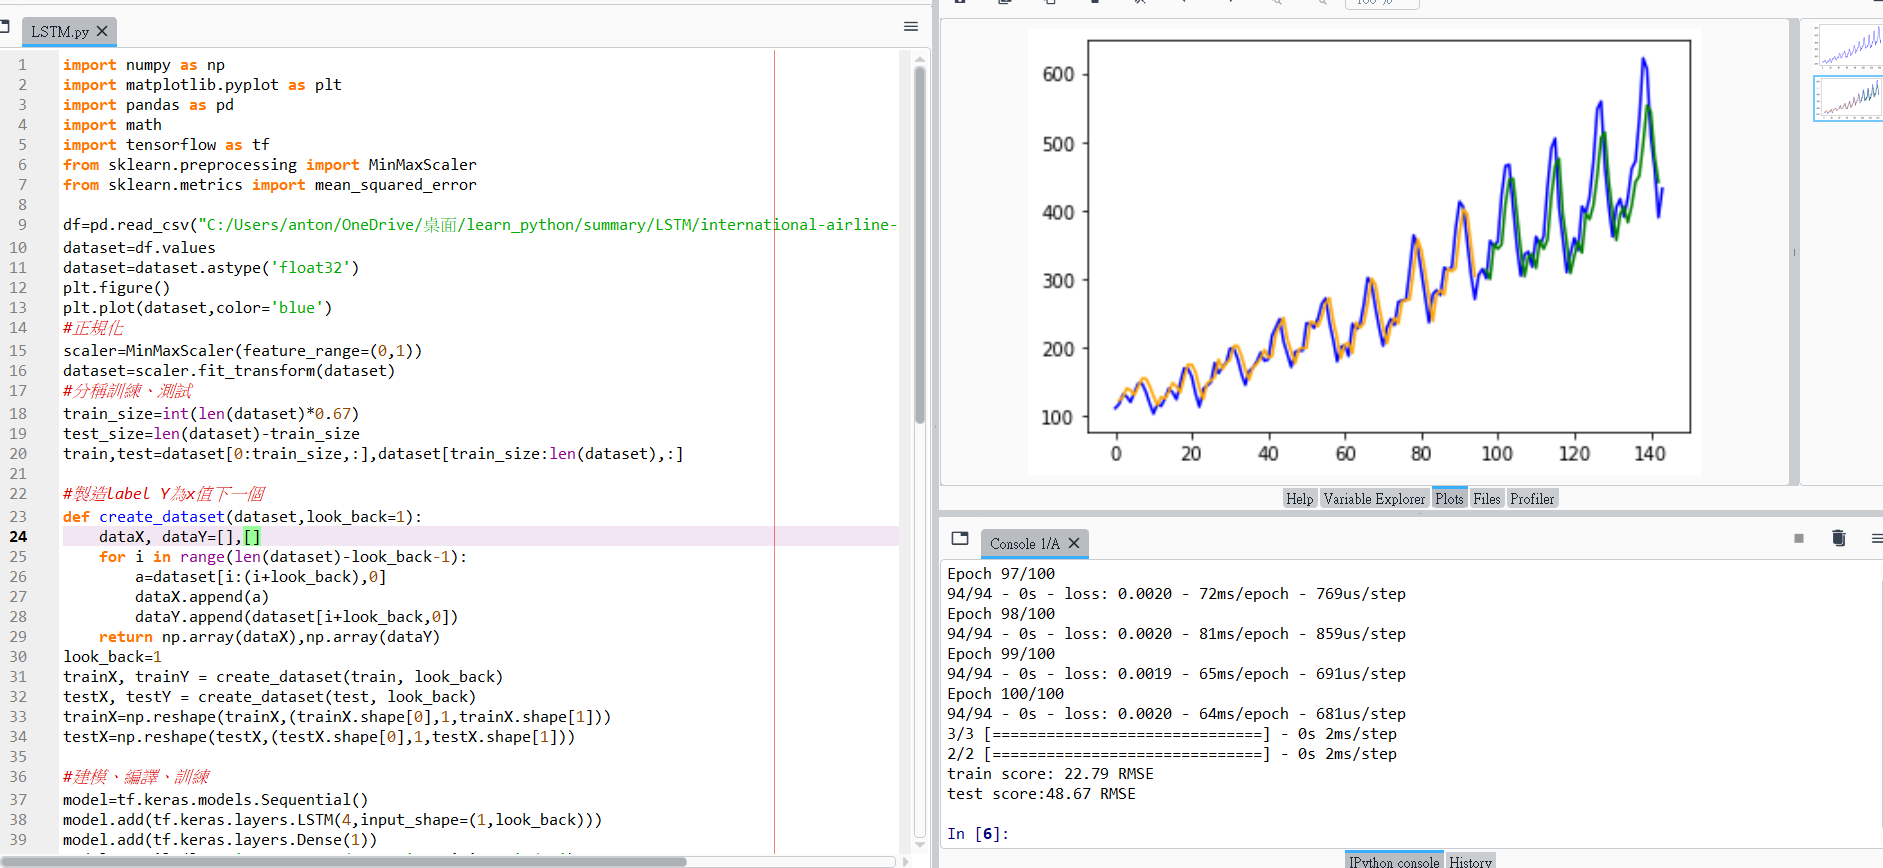 LSTM.py
1 import numpy as np
2 import matplotlib.pyplot as plt
3 import pandas as pd
4 import math
5 import tensorflow as tf
6 from sklearn.preprocessing import MinMaxScaler
7 from sklearn.metrics import mean_squared_error
8
9 df=pd.read_csv("C:/Users/anton/OneDrive/桌面/learn_python/summary/LSTM/international-airline-
10 dataset=df.values
11 dataset=dataset.astype('float32')
12 plt.figure()
13 plt.plot(dataset,color='blue')
14 #正規化
15 scaler=MinMaxScaler(feature_range=(0,1))
16 dataset=scaler.fit_transform(dataset)
17 #分稱訓練、測試
18 train_size=int(len(dataset)*0.67)
19 test_size=len(dataset)-train_size
20 train,test=dataset[0:train_size,:],dataset[train_size:len(dataset),:]
21
22 #製造label Y為x值下一個
23 def create_dataset(dataset,look_back=1):
24 dataX, dataY=[],[]
25 for i in range(len(dataset)-look_back-1):
26 a=dataset[i:(i+look_back),0]
27 dataX.append(a)
28 dataY.append(dataset[i+look_back,0])
29 return np.array(dataX),np.array(dataY)
30 look_back=1
31 trainX, trainY = create_dataset(train, look_back)
32 testX, testY = create_dataset(test, look_back)
33 trainX=np.reshape(trainX,(trainX.shape[0],1,trainX.shape[1]))
34 testX=np.reshape(testX,(testX.shape[0],1,testX.shape[1]))
35
36 #建模、編譯、訓練
37 model=tf.keras.models.Sequential()
38 model.add(tf.keras.layers.LSTM(4,input_shape=(1,look_back)))
39 model.add(tf.keras.layers.Dense(1))
600
500
400
300
200
100
0 20 40 60 80 100 120 140
Help Variable Explorer Plots Files Profiler
Console 1/A
Epoch 97/100
94/94 - 0s - loss: 0.0020 - 72ms/epoch - 769us/step
Epoch 98/100
94/94 - 0s - loss: 0.0020 - 81ms/epoch - 859us/step
Epoch 99/100
94/94 - 0s - loss: 0.0019 - 65ms/epoch - 691us/step
Epoch 100/100
94/94 - 0s - loss: 0.0020 - 64ms/epoch - 681us/step
3/3 [==============================] - 0s 2ms/step
2/2 [==============================] - 0s 2ms/step
train score: 22.79 RMSE
test score:48.67 RMSE
In [6]:
IPython console History